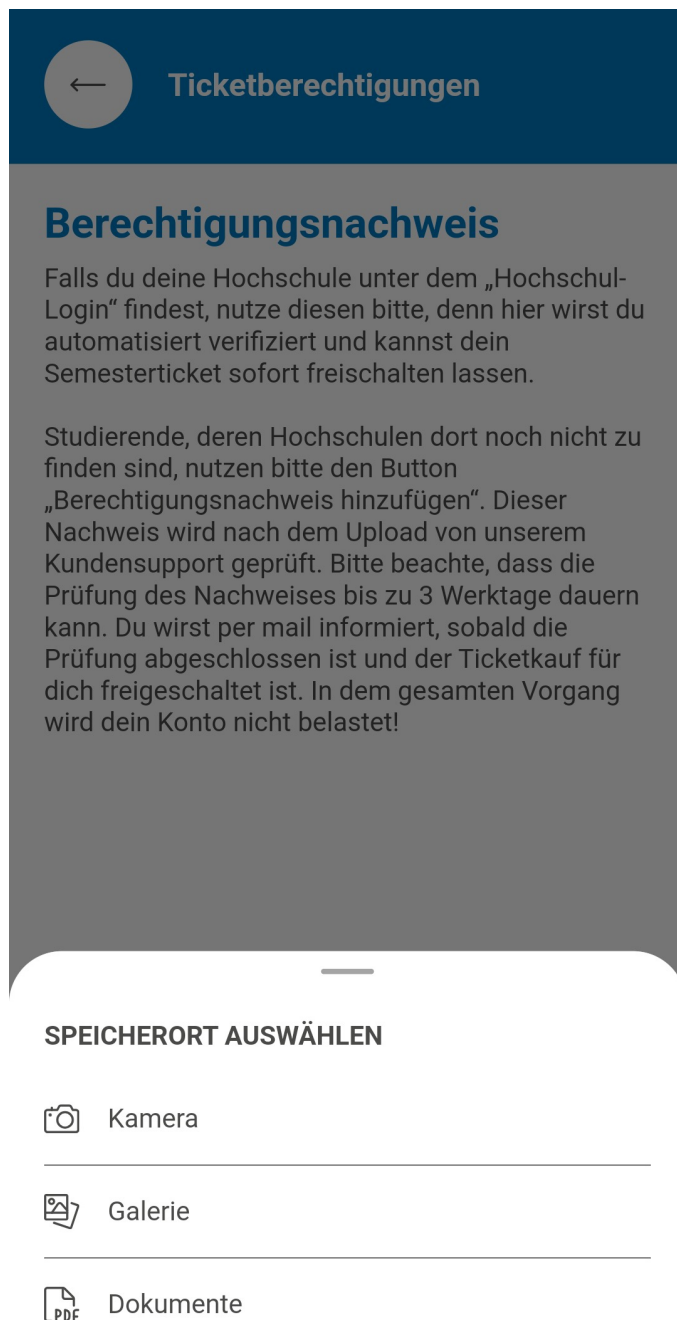 Ticketberechtigungen
Berechtigungsnachweis
Falls du deine Hochschule unter dem „Hochschul-
Login“ findest, nutze diesen bitte, denn hier wirst du
automatisiert verifiziert und kannst dein
Semesterticket sofort freischalten lassen.
Studierende, deren Hochschulen dort noch nicht zu
finden sind, nutzen bitte den Button
„Berechtigungsnachweis hinzufügen“. Dieser
Nachweis wird nach dem Upload von unserem
Kundensupport geprüft. Bitte beachte, dass die
Prüfung des Nachweises bis zu 3 Werktage dauern
kann. Du wirst per mail informiert, sobald die
Prüfung abgeschlossen ist und der Ticketkauf für
dich freigeschaltet ist. In dem gesamten Vorgang
wird dein Konto nicht belastet!
SPEICHERORT AUSWÄHLEN
Kamera
Galerie
PDF Dokumente